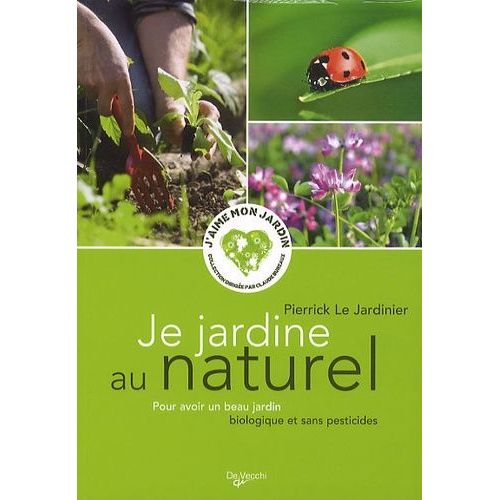 J'AIME MON JARDIN
COLLECTION DIRIGÉE PAR CLAUDE BUREAUX
Pierrick Le Jardinier
Je jardine
au naturel
Pour avoir un beau jardin
biologique et sans pesticides
De Vecchi